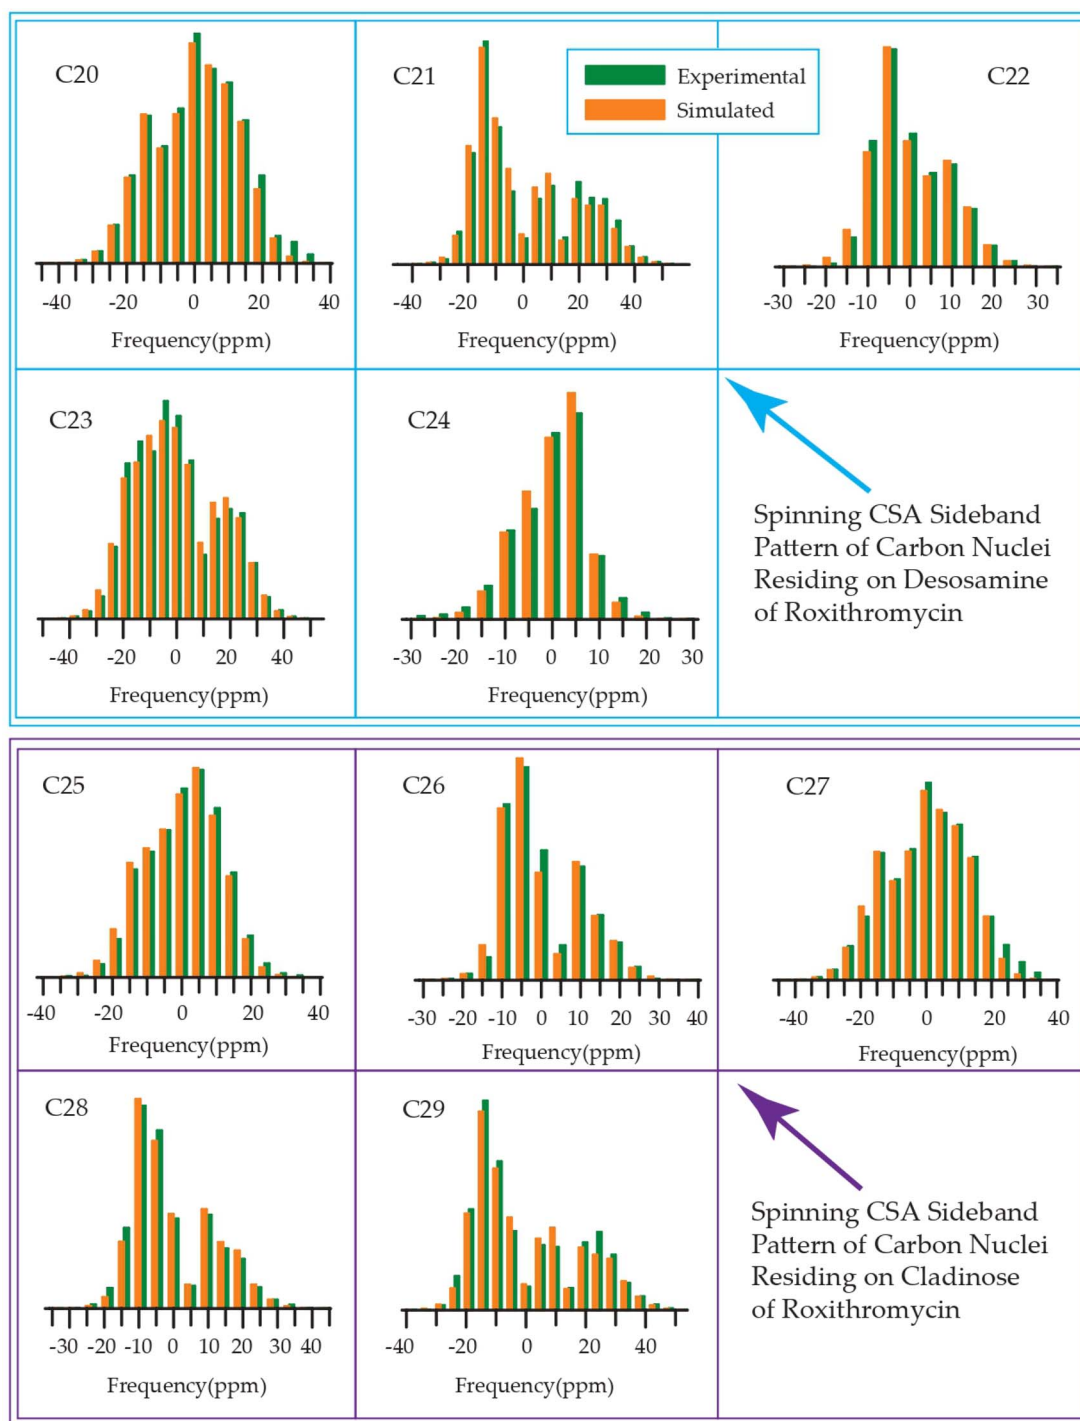 C20
-40 -20 0 20 40
Frequency(ppm)
C21
-40 -20 0 20 40
Frequency(ppm)
Experimental
Simulated
C22
-30 -20 -10 0 10 20 30
Frequency(ppm)
C23
-40 -20 0 20 40
Frequency(ppm)
C24
-30 -20 -10 0 10 20 30
Frequency(ppm)
Spinning CSA Sideband
Pattern of Carbon Nuclei
Residing on Desosamine
of Roxithromycin
C25
-40 -20 0 20 40
Frequency(ppm)
C26
-30 -20 -10 0 10 20 30 40
Frequency(ppm)
C27
-40 -20 0 20 40
Frequency(ppm)
C28
-30 -20 -10 0 10 20 30 40
Frequency(ppm)
C29
-40 -20 0 20 40
Frequency(ppm)
Spinning CSA Sideband
Pattern of Carbon Nuclei
Residing on Cladinose
of Roxithromycin